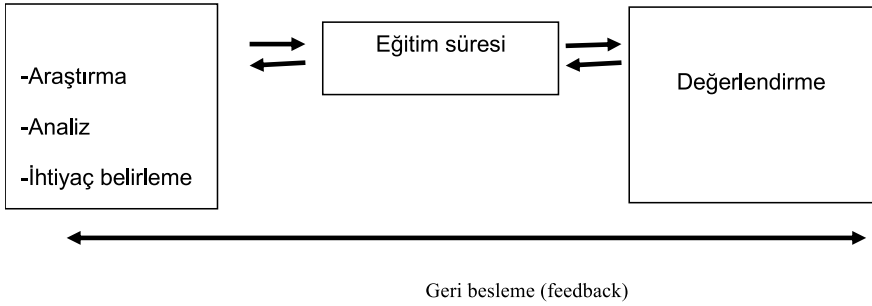 -Araştırma
-Analiz
-İhtiyaç belirleme
Eğitim süresi
Değerlendirme
Geri besleme (feedback)